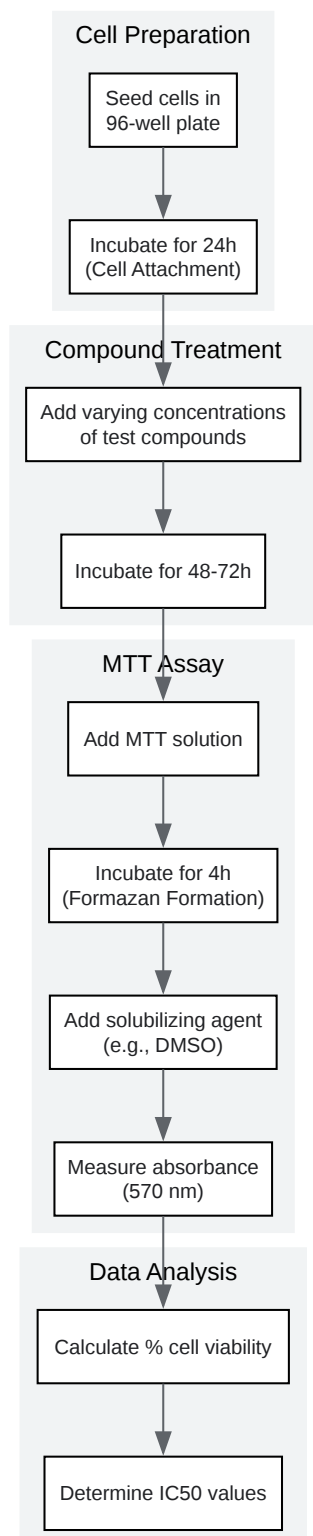 Cell Preparation
Seed cells in
96-well plate
Incubate for 24h
(Cell Attachment)
Compound Treatment
Add varying concentrations
of test compounds
Incubate for 48-72h
MTT Assay
Add MTT solution
Incubate for 4h
(Formazan Formation)
Add solubilizing agent
(e.g., DMSO)
Measure absorbance
(570 nm)
Data Analysis
Calculate % cell viability
Determine IC50 values